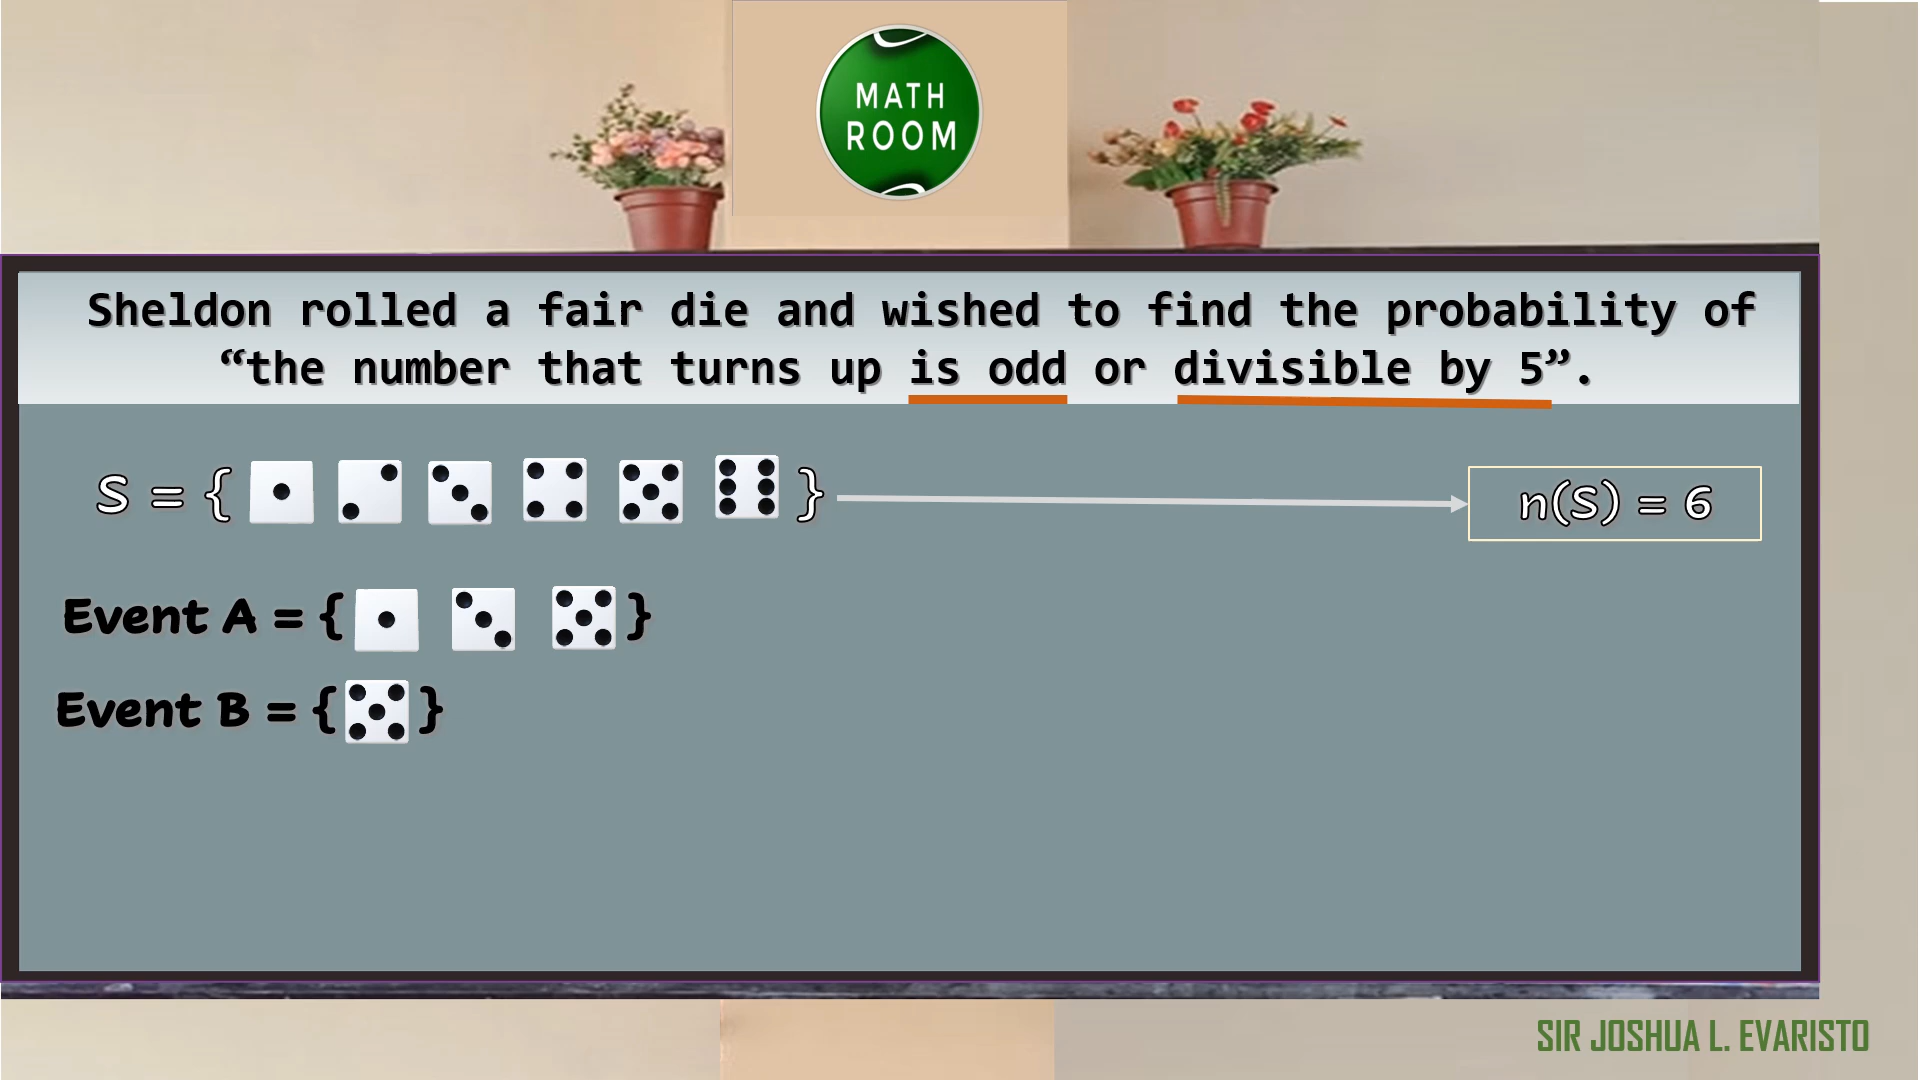 MATH
ROOM
Sheldon rolled a fair die and wished to find the probability of
“the number that turns up is odd or divisible by 5”.
S = { }
n(S) = 6
Event A = { }
Event B = { }
SIR JOSHUA L. EVARISTO